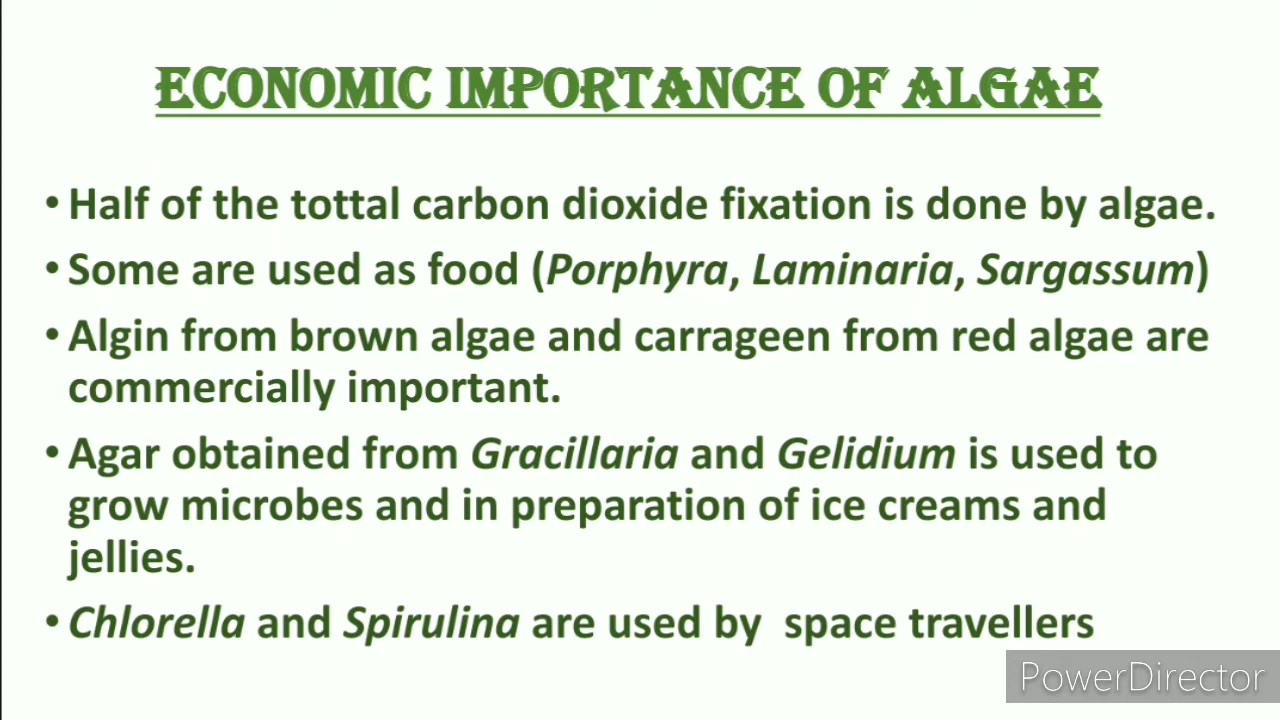 ECONOMIC IMPORTANCE OF ALGAE
• Half of the tottal carbon dioxide fixation is done by algae.
• Some are used as food (Porphyra, Laminaria, Sargassum)
• Algin from brown algae and carrageen from red algae are
commercially important.
• Agar obtained from Gracillaria and Gelidium is used to
grow microbes and in preparation of ice creams and
jellies.
• Chlorella and Spirulina are used by  space travellers
PowerDirector